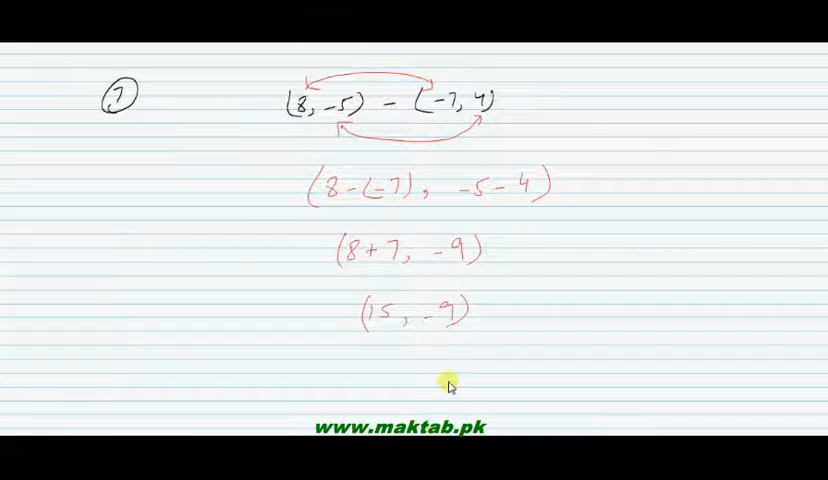 7
(8, -5) - (-7, 4)
(8-(-7), -5-4)
(8+7, -9)
(15, -9)
www.maktab.pk